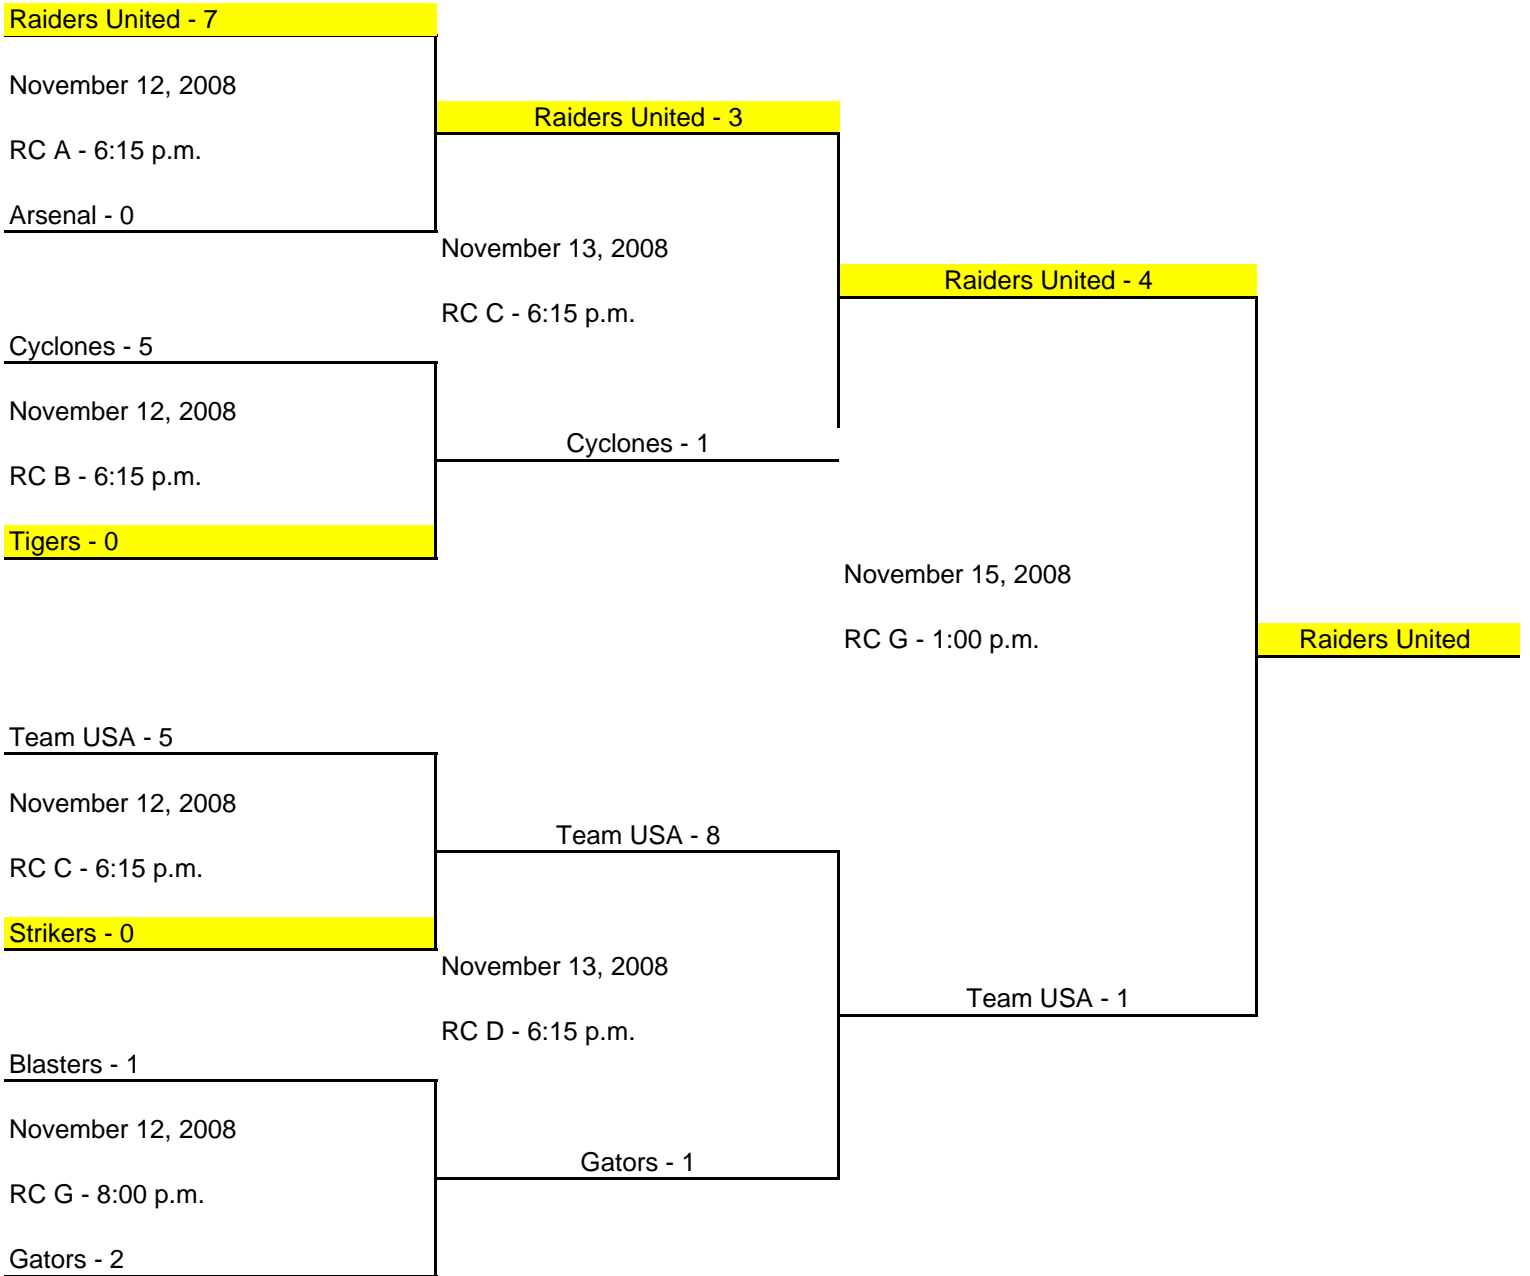 Raiders United - 7
November 12, 2008
RC A - 6:15 p.m.
Arsenal - 0
Raiders United - 3
November 13, 2008
RC C - 6:15 p.m.
Cyclones - 5
November 12, 2008
RC B - 6:15 p.m.
Tigers - 0
Cyclones - 1
Raiders United - 4
November 15, 2008
RC G - 1:00 p.m.
Raiders United
Team USA - 5
November 12, 2008
RC C - 6:15 p.m.
Strikers - 0
Team USA - 8
November 13, 2008
RC D - 6:15 p.m.
Team USA - 1
Blasters - 1
November 12, 2008
RC G - 8:00 p.m.
Gators - 2
Gators - 1